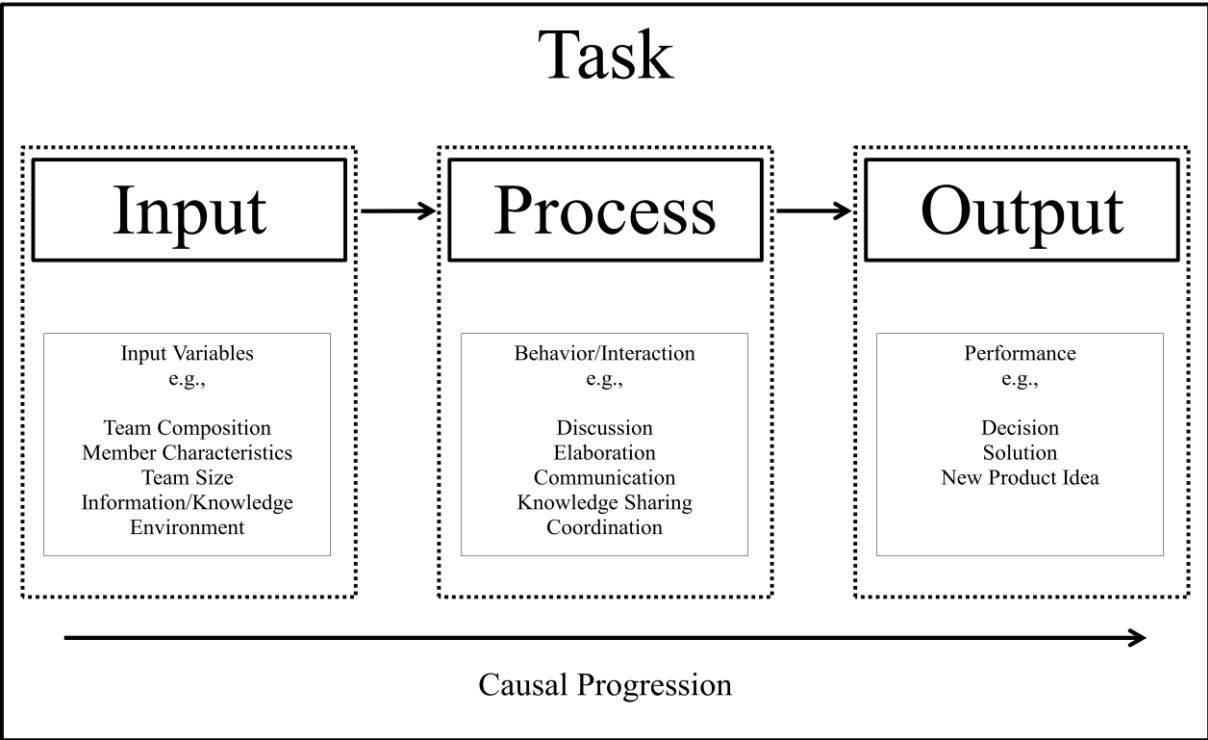 Task
Input
Process
Output
Input Variables
e.g.,
Team Composition
Member Characteristics
Team Size
Information/Knowledge
Environment
Behavior/Interaction
e.g.,
Discussion
Elaboration
Communication
Knowledge Sharing
Coordination
Performance
e.g.,
Decision
Solution
New Product Idea
Causal Progression